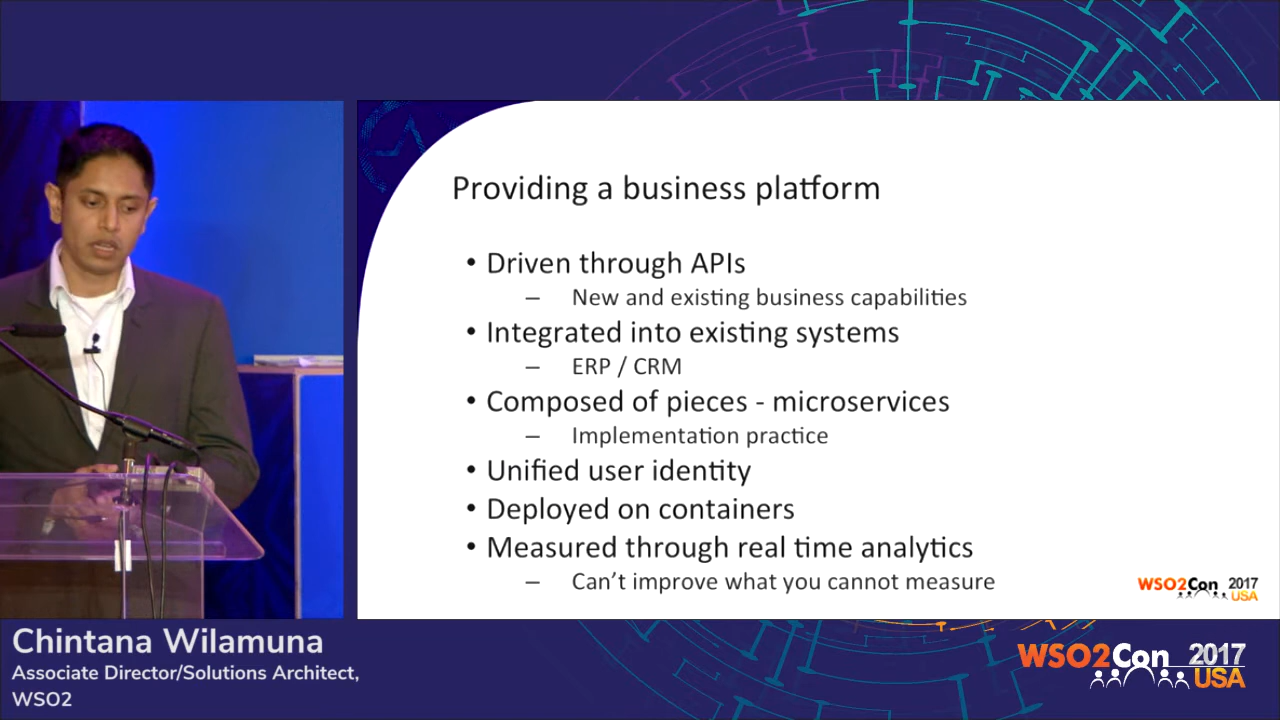 Providing a business platform
• Driven through APIs
– New and existing business capabilities
• Integrated into existing systems
– ERP / CRM
• Composed of pieces - microservices
– Implementation practice
• Unified user identity
• Deployed on containers
• Measured through real time analytics
– Can’t improve what you cannot measure
WSO2Con 2017
USA
Chintana Wilamuna
Associate Director/Solutions Architect,
WSO2
WSO2Con 2017
USA